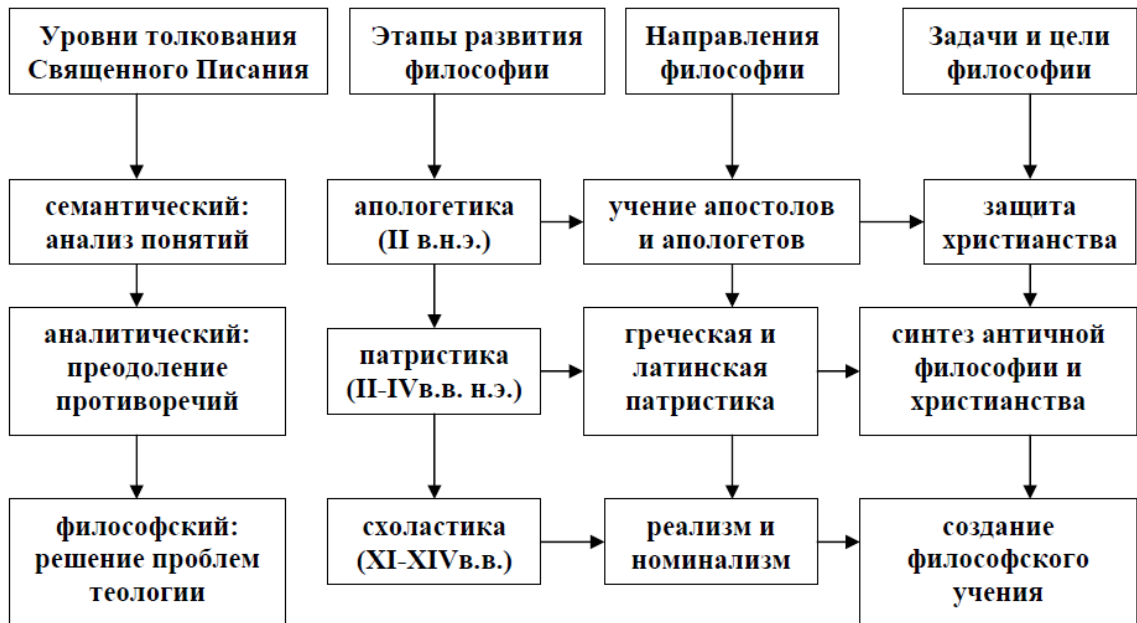 Уровни толкования
Священного Писания
Этапы развития
философии
Направления
философии
Задачи и цели
философии
семантический:
анализ понятий
апологетика
(II в.н.э.)
учение апостолов
и апологетов
защита
христианства
аналитический:
преодоление
противоречий
патристика
(II-IVв.в. н.э.)
греческая и
латинская
патристика
синтез античной
философии и
христианства
философский:
решение проблем
теологии
схоластика
(XI-XIVв.в.)
реализм и
номинализм
создание
философского
учения